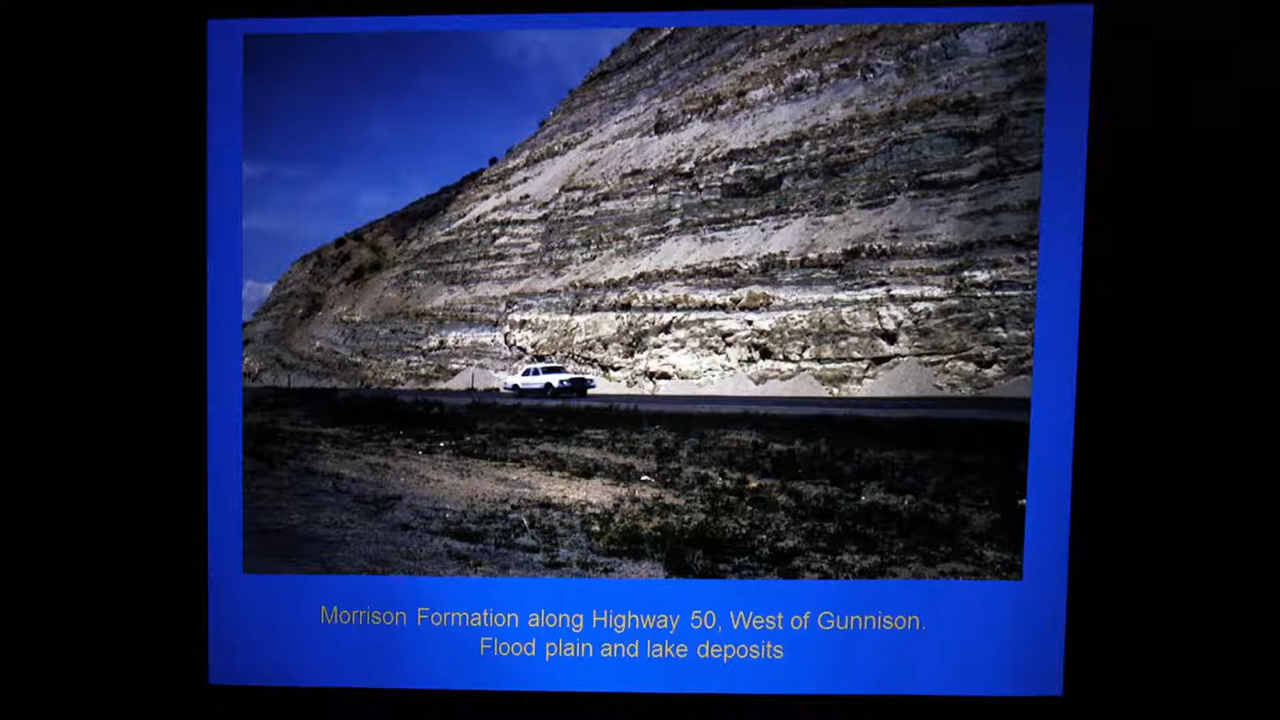 Morrison Formation along Highway 50, West of Gunnison.
Flood plain and lake deposits